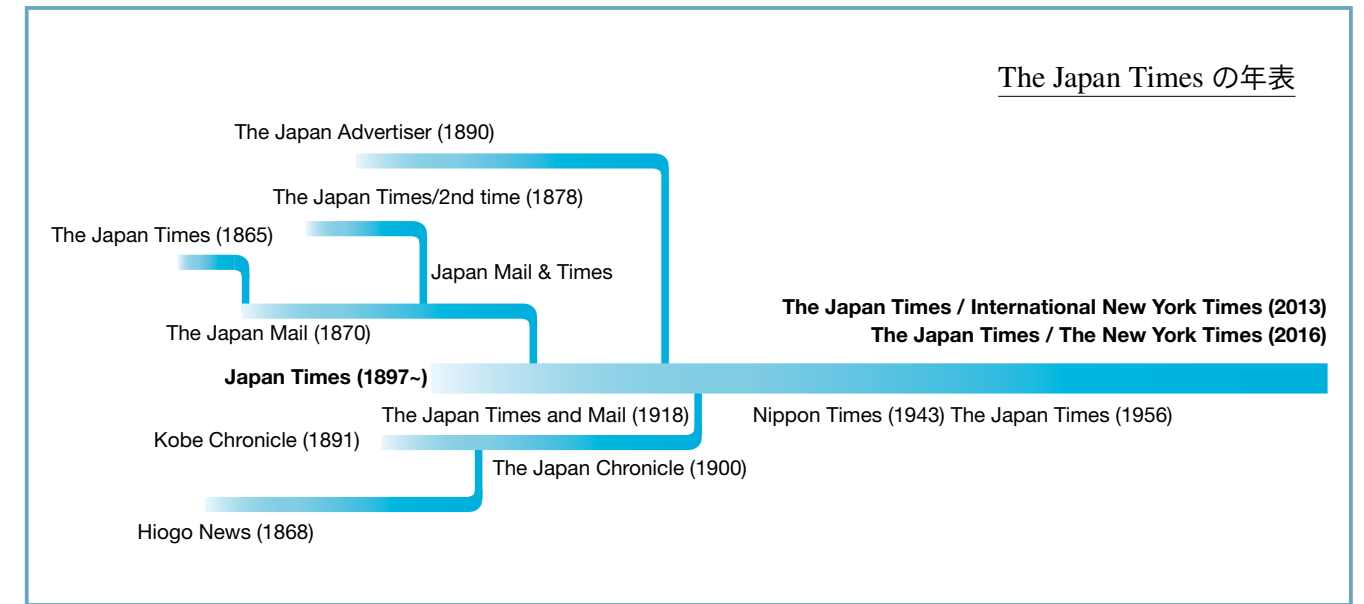 The Japan Times の年表
The Japan Advertiser (1890)
The Japan Times/2nd time (1878)
The Japan Times (1865)
Japan Mail & Times
The Japan Times / International New York Times (2013)
The Japan Mail (1870)
The Japan Times / The New York Times (2016)
Japan Times (1897~)
The Japan Times and Mail (1918)
Nippon Times (1943) The Japan Times (1956)
Kobe Chronicle (1891)
The Japan Chronicle (1900)
Hiogo News (1868)